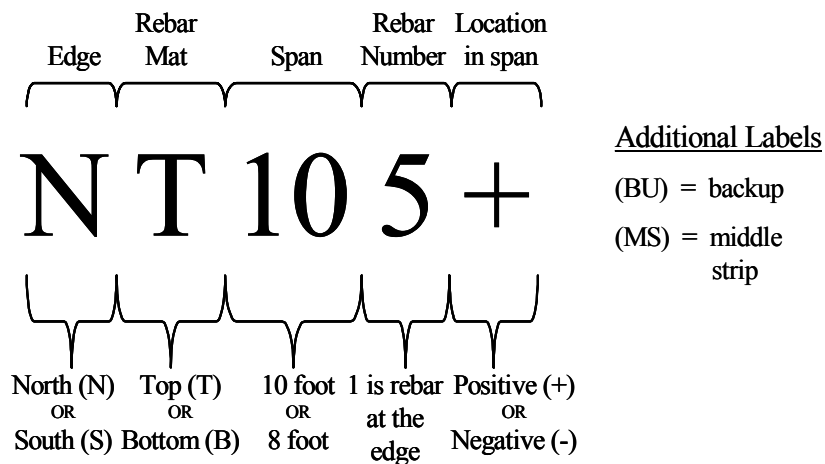 Rebar Rebar Location
Edge Mat Span Number in span
N T 10 5 +
Additional Labels
(BU) = backup
(MS) = middle
strip
North (N) Top (T) 10 foot 1 is rebar Positive (+)
OR OR OR at the OR
South (S) Bottom (B) 8 foot edge Negative (-)